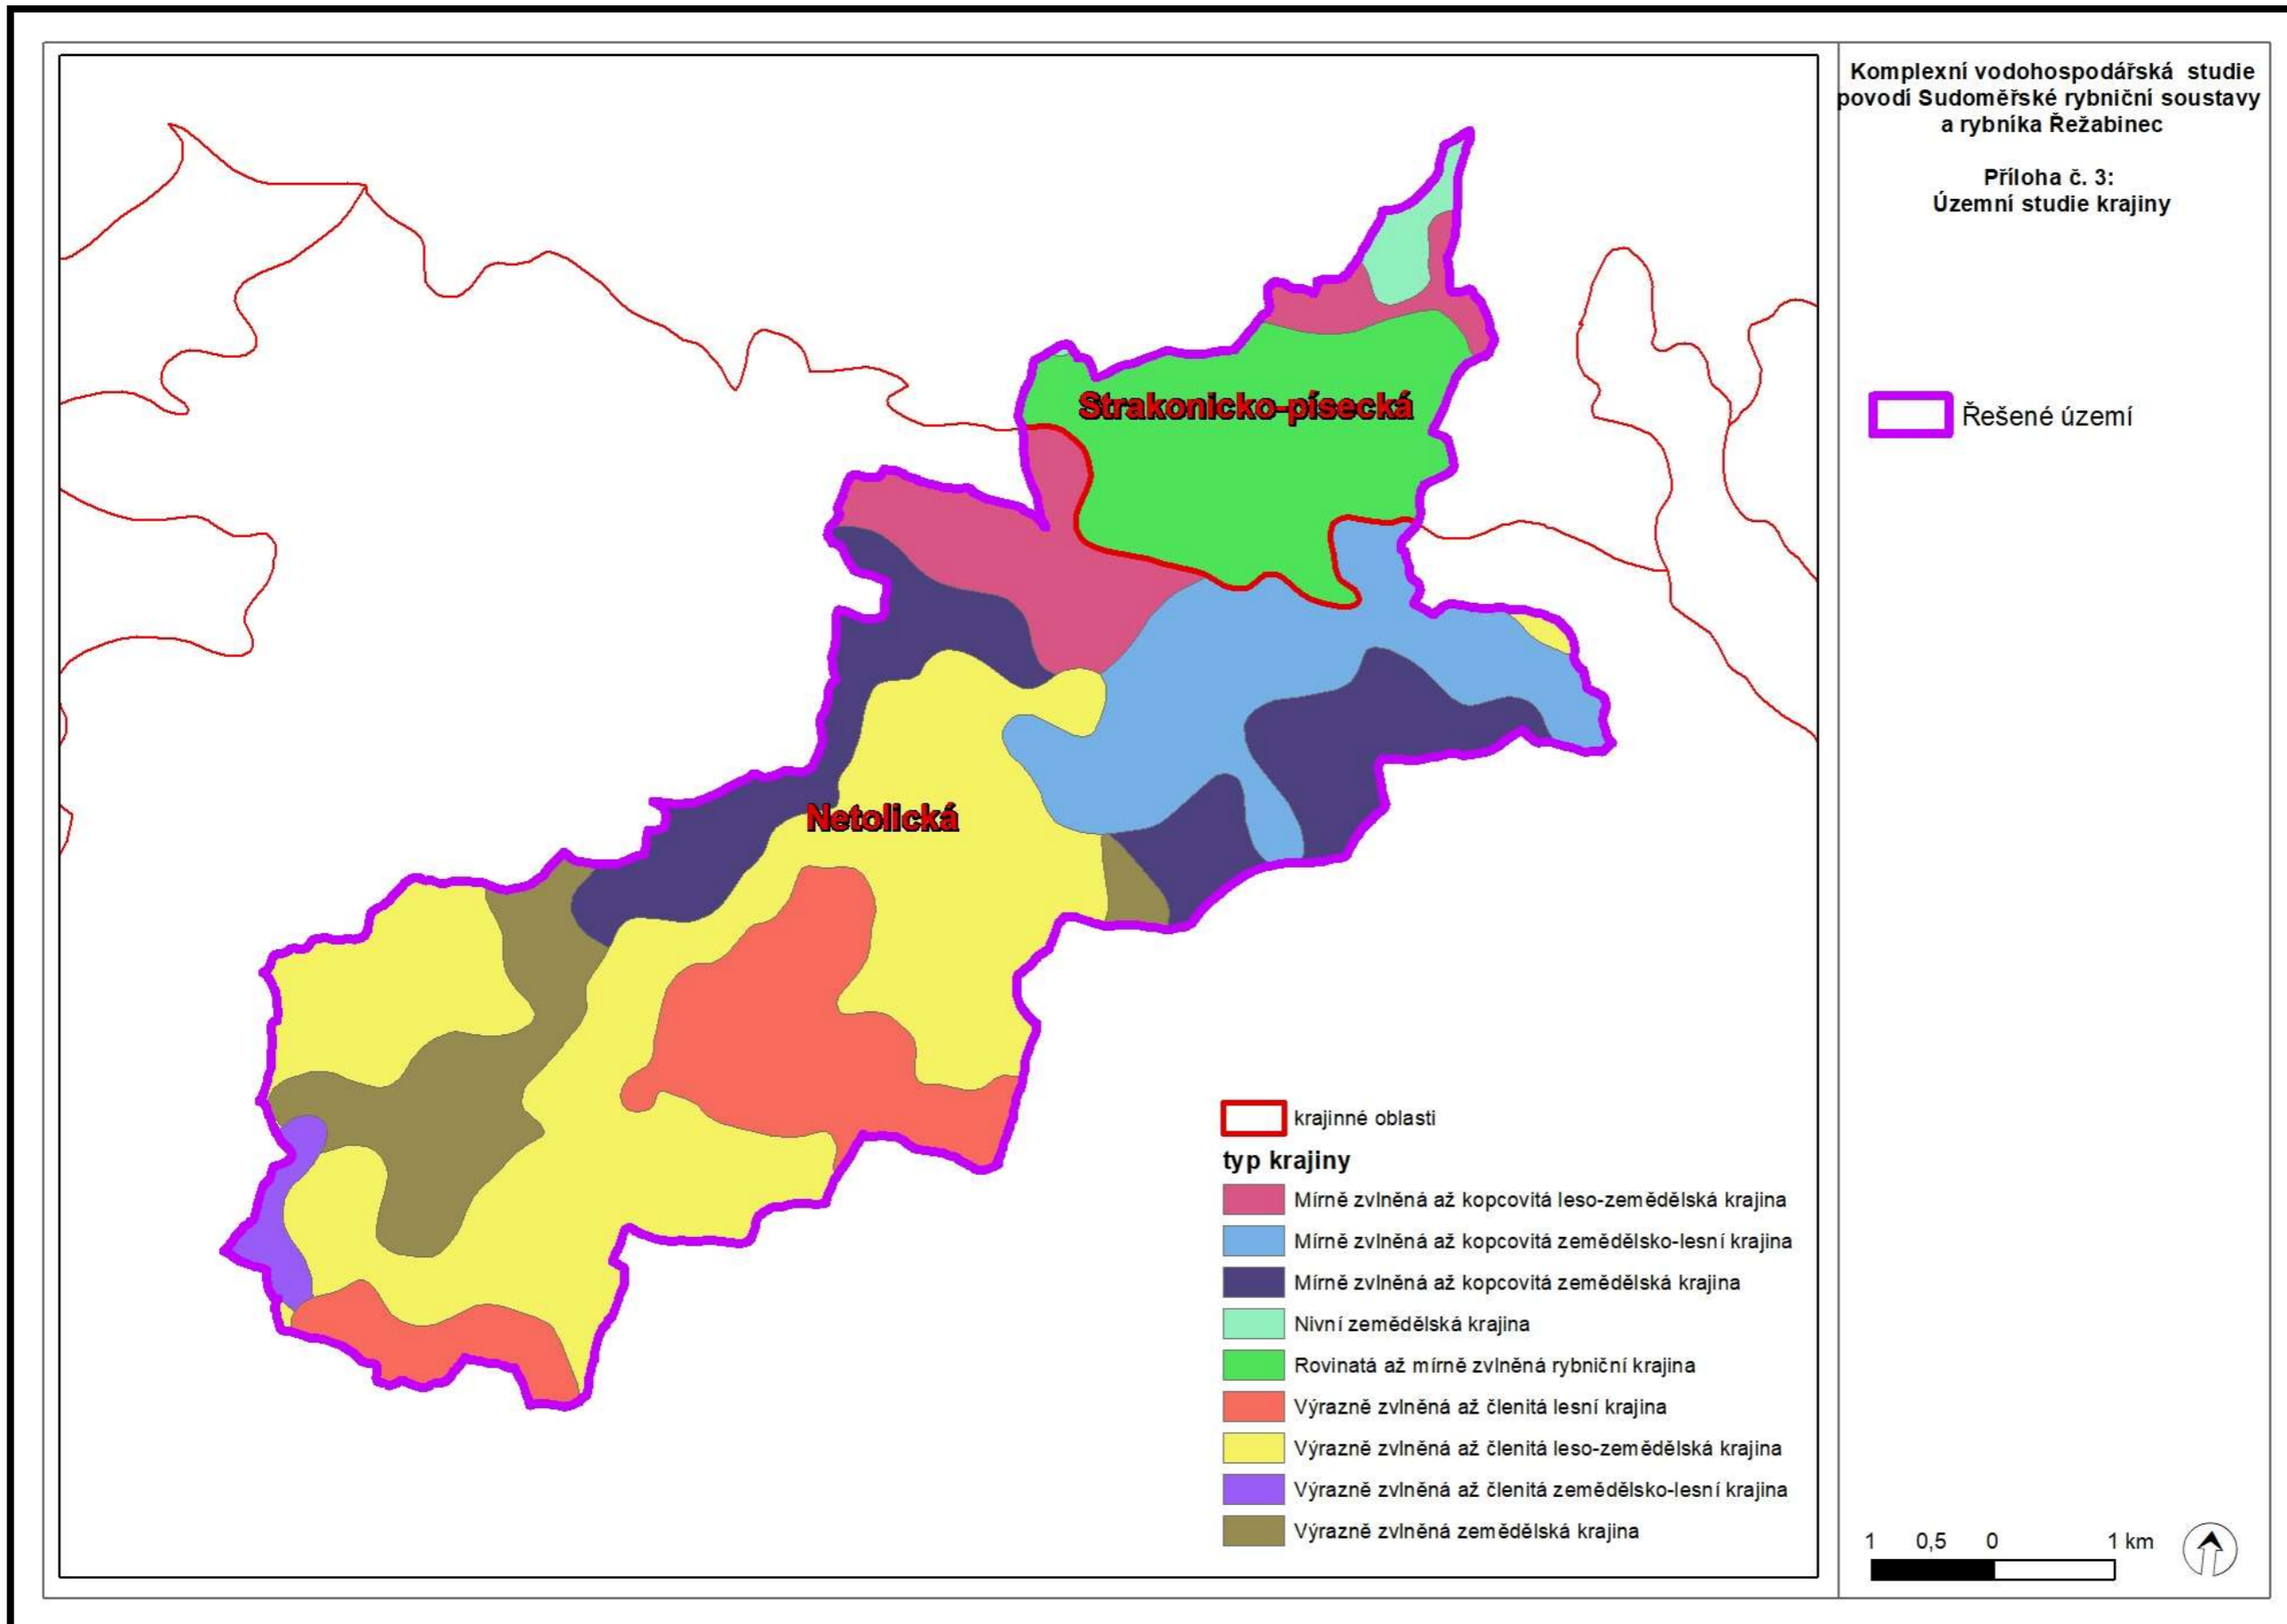 Komplexní vodohospodářská studie
povodí Sudoměřské rybniční soustavy
a rybníka Řežabinec
Příloha č. 3:
Územní studie krajiny
Řešené území
Strakonicko-písecká
Netolická
krajinné oblasti
typ krajiny
Mírně zvlněná až kopcovitá leso-zemědělská krajina
Mírně zvlněná až kopcovitá zemědělsko-lesní krajina
Mírně zvlněná až kopcovitá zemědělská krajina
Nivní zemědělská krajina
Rovinatá až mírně zvlněná rybniční krajina
Výrazně zvlněná až členitá lesní krajina
Výrazně zvlněná až členitá leso-zemědělská krajina
Výrazně zvlněná až členitá zemědělsko-lesní krajina
Výrazně zvlněná zemědělská krajina
1 0,5 0 1 km